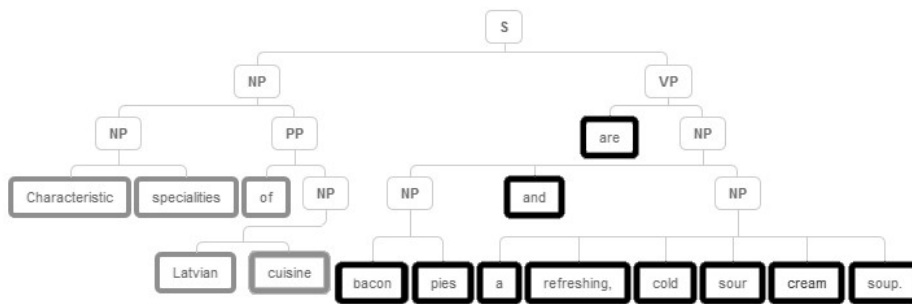 S
NP VP
NP PP are NP
Characteristic specialities of NP NP and NP
Latvian cuisine bacon pies a refreshing, cold sour cream soup.